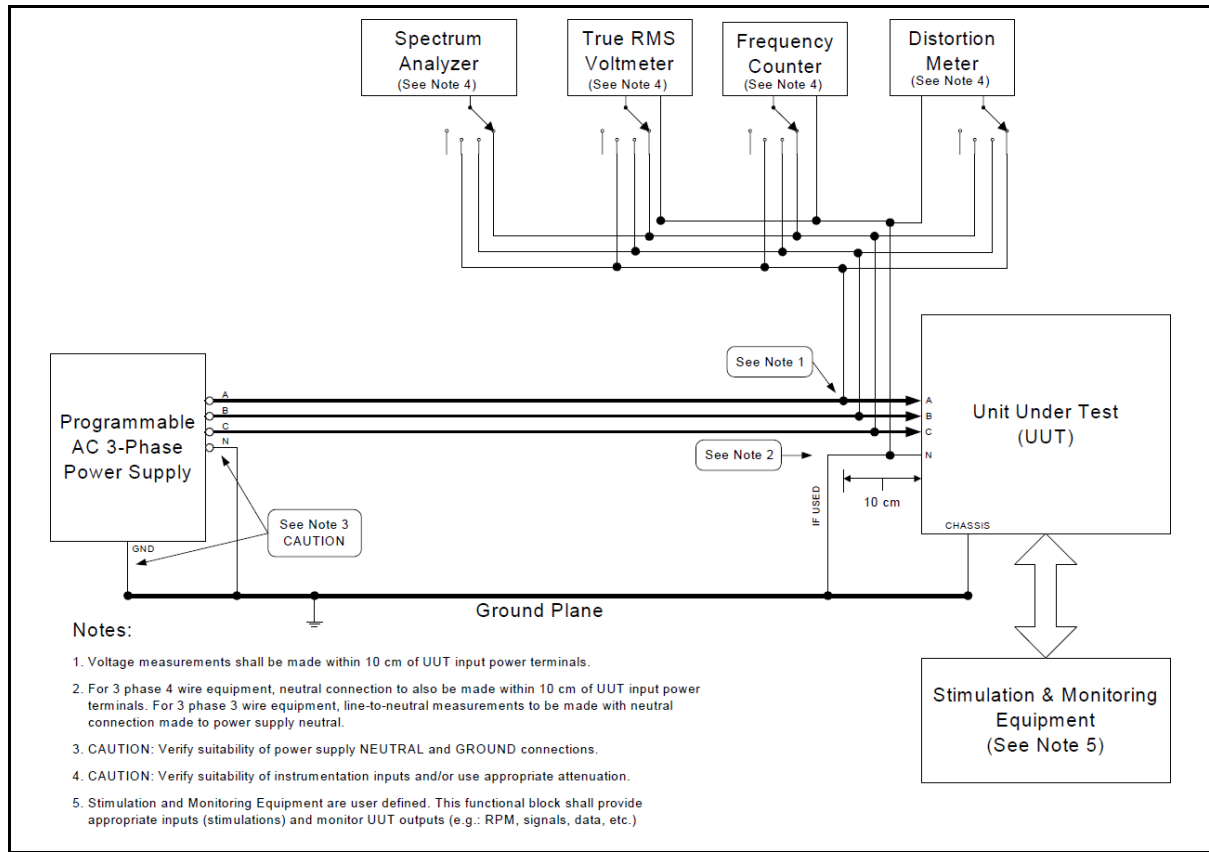 Spectrum
Analyzer
(See Note 4)
True RMS
Voltmeter
(See Note 4)
Frequency
Counter
(See Note 4)
Distortion
Meter
(See Note 4)
Programmable
AC 3-Phase
Power Supply
A
B
C
N
GND
See Note 3
CAUTION
See Note 1
See Note 2
IF USED
10 cm
A
B
C
N
Unit Under Test
(UUT)
CHASSIS
Ground Plane
Stimulation & Monitoring
Equipment
(See Note 5)
Notes:
1. Voltage measurements shall be made within 10 cm of UUT input power terminals.
2. For 3 phase 4 wire equipment, neutral connection to also be made within 10 cm of UUT input power
terminals. For 3 phase 3 wire equipment, line-to-neutral measurements to be made with neutral
connection made to power supply neutral.
3. CAUTION: Verify suitability of power supply NEUTRAL and GROUND connections.
4. CAUTION: Verify suitability of instrumentation inputs and/or use appropriate attenuation.
5. Stimulation and Monitoring Equipment are user defined. This functional block shall provide
appropriate inputs (stimulations) and monitor UUT outputs (e.g.: RPM, signals, data, etc.)